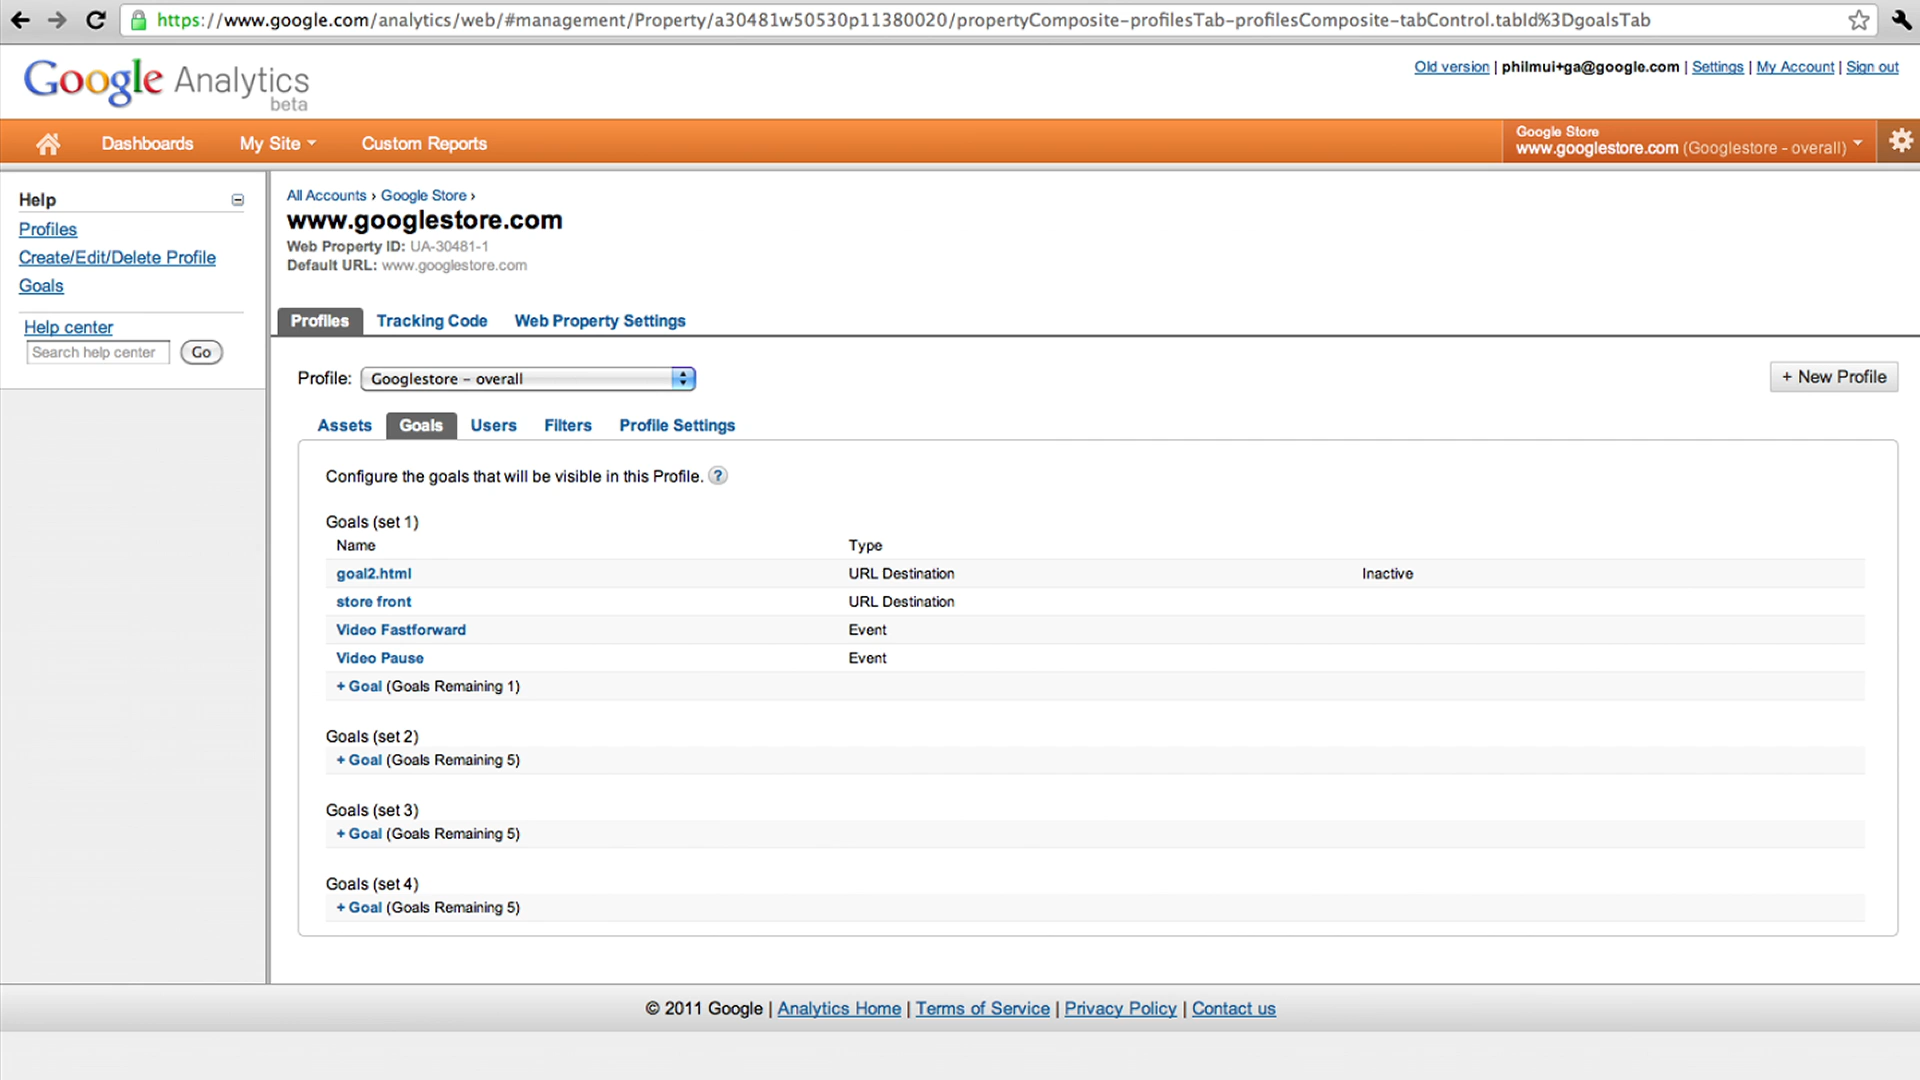 https://www.google.com/analytics/web/#management/Property/a30481w50530p11380020/propertyComposite-profilesTab-profilesComposite-tabControl.tabId%3DgoalsTab
Google Analytics
beta
Old version | philmui+ga@google.com | Settings | My Account | Sign out
Dashboards My Site Custom Reports
Google Store
www.googlestore.com (Googlestore - overall)
Help
Profiles
Create/Edit/Delete Profile
Goals
Help center
Search help center Go
All Accounts › Google Store ›
www.googlestore.com
Web Property ID: UA-30481-1
Default URL: www.googlestore.com
Profiles Tracking Code Web Property Settings
Profile: Googlestore - overall
+ New Profile
Assets Goals Users Filters Profile Settings
Configure the goals that will be visible in this Profile. ?
Goals (set 1)
Name Type
goal2.html URL Destination Inactive
store front URL Destination
Video Fastforward Event
Video Pause Event
+ Goal (Goals Remaining 1)
Goals (set 2)
+ Goal (Goals Remaining 5)
Goals (set 3)
+ Goal (Goals Remaining 5)
Goals (set 4)
+ Goal (Goals Remaining 5)
© 2011 Google | Analytics Home | Terms of Service | Privacy Policy | Contact us